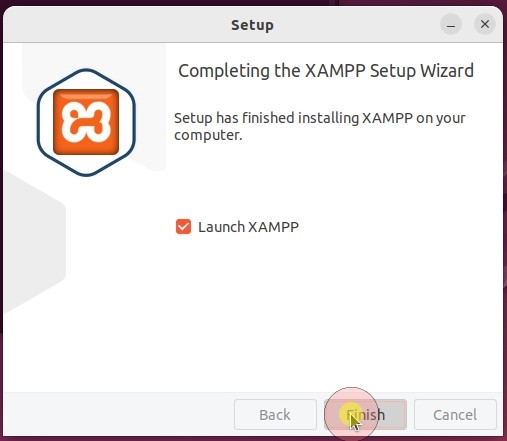 Setup
Completing the XAMPP Setup Wizard
Setup has finished installing XAMPP on your
computer.
Launch XAMPP
Back
Finish
Cancel